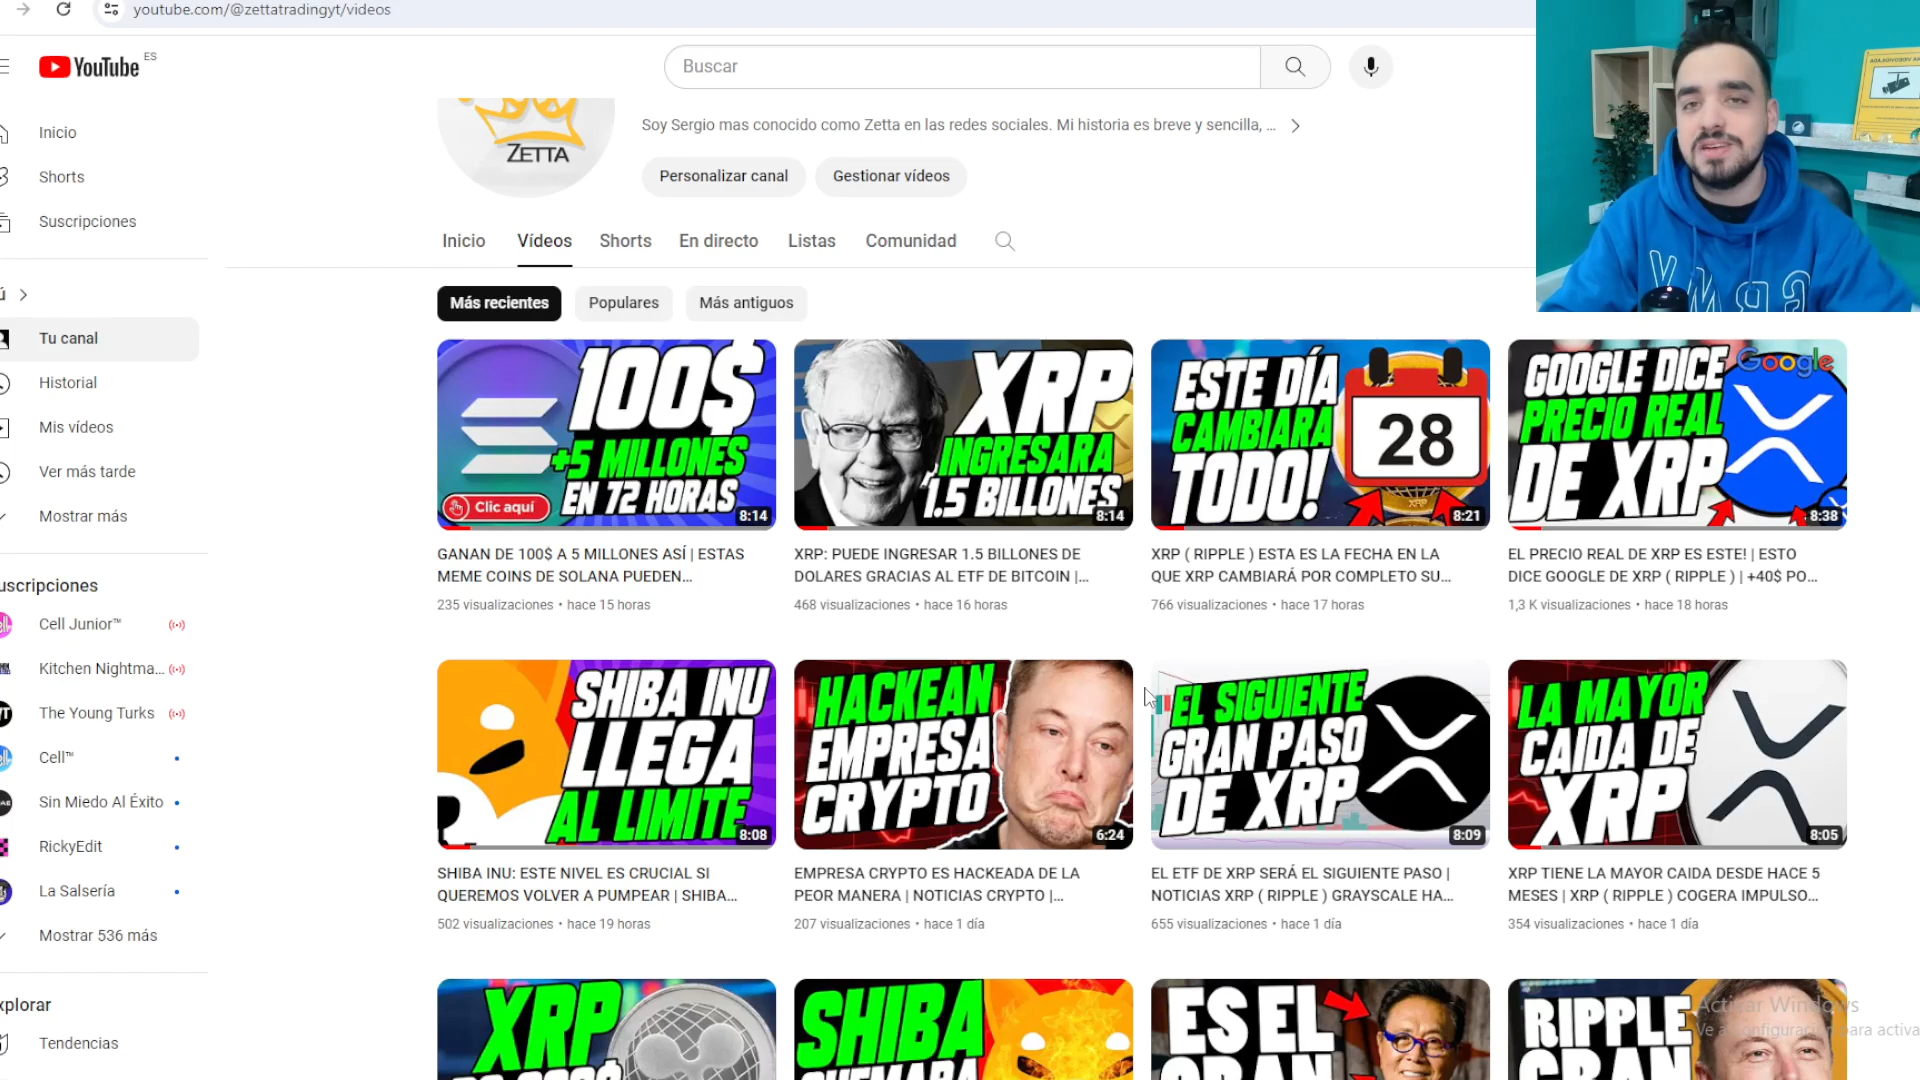 youtube.com/@zettatradingyt/videos
YouTube ES
Buscar
ZETTA
Soy Sergio mas conocido como Zetta en las redes sociales. Mi historia es breve y sencilla, ...
Personalizar canal
Gestionar vídeos
Inicio
Vídeos
Shorts
En directo
Listas
Comunidad
Más recientes
Populares
Más antiguos
Inicio
Shorts
Suscripciones
ú
Tu canal
Historial
Mis vídeos
Ver más tarde
Mostrar más
uscripciones
Cell Junior™
Kitchen Nightma...
The Young Turks
Cell™
Sin Miedo Al Éxito
RickyEdit
La Salsería
Mostrar 536 más
xplorar
Tendencias
100$
+5 MILLONES
EN 72 HORAS
Clic aquí
8:14
GANAN DE 100$ A 5 MILLONES ASÍ | ESTAS
MEME COINS DE SOLANA PUEDEN...
235 visualizaciones • hace 15 horas
XRP
INGRESARA
1.5 BILLONES
8:14
XRP: PUEDE INGRESAR 1.5 BILLONES DE
DOLARES GRACIAS AL ETF DE BITCOIN |...
468 visualizaciones • hace 16 horas
ESTE DÍA
CAMBIARA
TODO!
28
XRP
8:21
XRP ( RIPPLE ) ESTA ES LA FECHA EN LA
QUE XRP CAMBIARÁ POR COMPLETO SU...
766 visualizaciones • hace 17 horas
GOOGLE DICE
PRECIO REAL
DE XRP
Google
8:38
EL PRECIO REAL DE XRP ES ESTE! | ESTO
DICE GOOGLE DE XRP ( RIPPLE ) | +40$ PO...
1,3 K visualizaciones • hace 18 horas
SHIBA INU
LLEGA
AL LIMITE
8:08
SHIBA INU: ESTE NIVEL ES CRUCIAL SI
QUEREMOS VOLVER A PUMPEAR | SHIBA...
502 visualizaciones • hace 19 horas
HACKEAN
EMPRESA
CRYPTO
6:24
EMPRESA CRYPTO ES HACKEADA DE LA
PEOR MANERA | NOTICIAS CRYPTO |...
207 visualizaciones • hace 1 día
EL SIGUIENTE
GRAN PASO
DE XRP
8:09
EL ETF DE XRP SERÁ EL SIGUIENTE PASO |
NOTICIAS XRP ( RIPPLE ) GRAYSCALE HA...
655 visualizaciones • hace 1 día
LA MAYOR
CAIDA DE
XRP
8:05
XRP TIENE LA MAYOR CAIDA DESDE HACE 5
MESES | XRP ( RIPPLE ) COGERA IMPULSO...
354 visualizaciones • hace 1 día
XRP
SHIBA
QUEMARA
ES EL
GRAN
RIPPLE
GRAN
Activar Windows
Ve a Configuración para activa